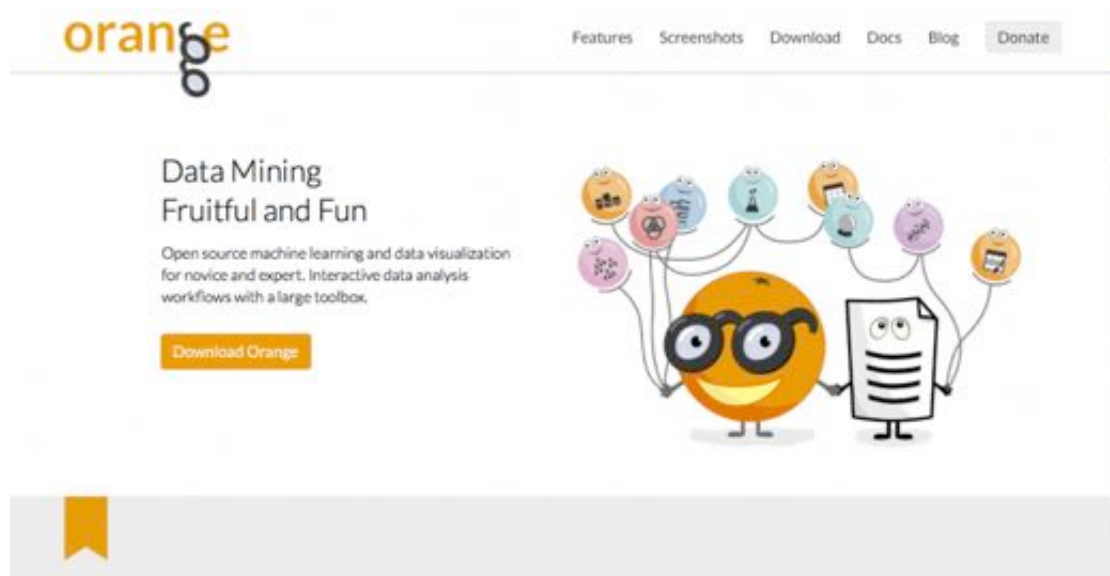 orange
Features Screenshots Download Docs Blog Donate
Data Mining
Fruitful and Fun
Open source machine learning and data visualization
for novice and expert. Interactive data analysis
workflows with a large toolbox.
Download Orange